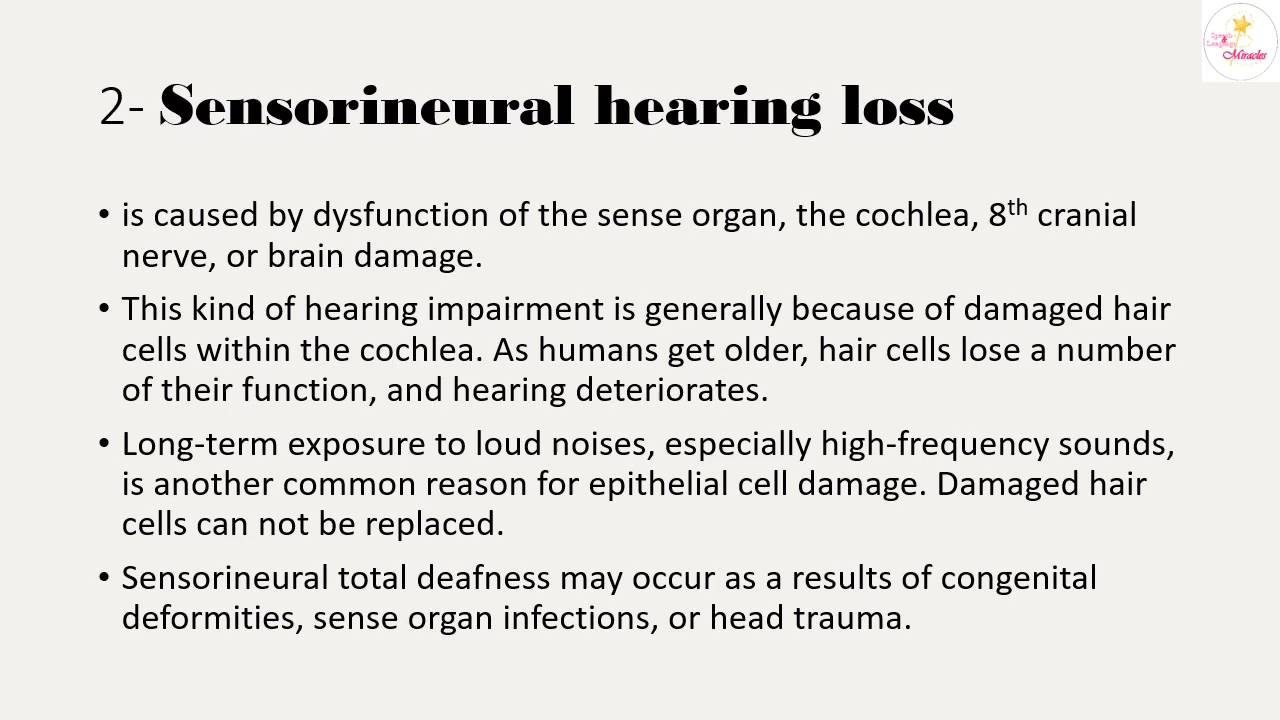 Speech
&
Language
Miracles
2- Sensorineural hearing loss
• is caused by dysfunction of the sense organ, the cochlea, 8th cranial
nerve, or brain damage.
• This kind of hearing impairment is generally because of damaged hair
cells within the cochlea. As humans get older, hair cells lose a number
of their function, and hearing deteriorates.
• Long-term exposure to loud noises, especially high-frequency sounds,
is another common reason for epithelial cell damage. Damaged hair
cells can not be replaced.
• Sensorineural total deafness may occur as a results of congenital
deformities, sense organ infections, or head trauma.